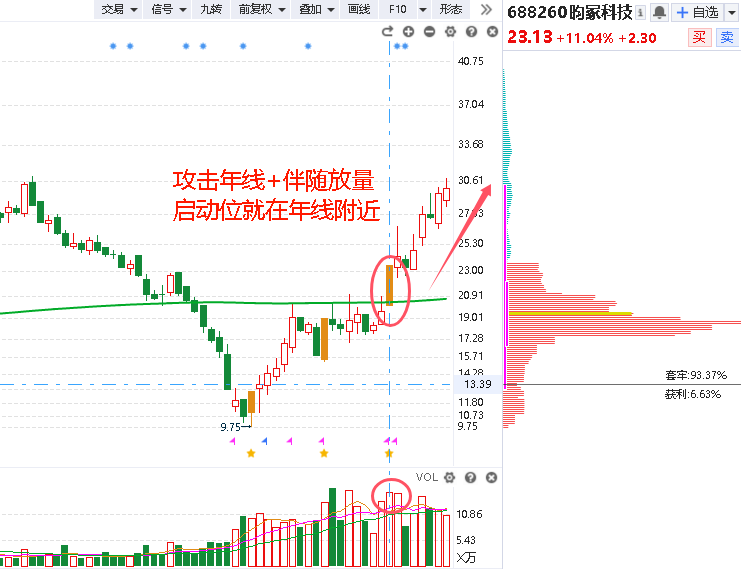 交易 信号 九转 前复权 叠加 画线 F10 形态
688260昀冢科技
自选
23.13 +11.04% +2.30
买 卖
40.75
37.04
33.68
30.61
27.83
25.30
23.00
20.91
19.01
17.28
15.71
14.28
13.39
11.80
10.73
9.75
攻击年线+伴随放量
启动位就在年线附近
9.75
套牢:93.37%
获利:6.63%
VOL
10.86
5.43
X万